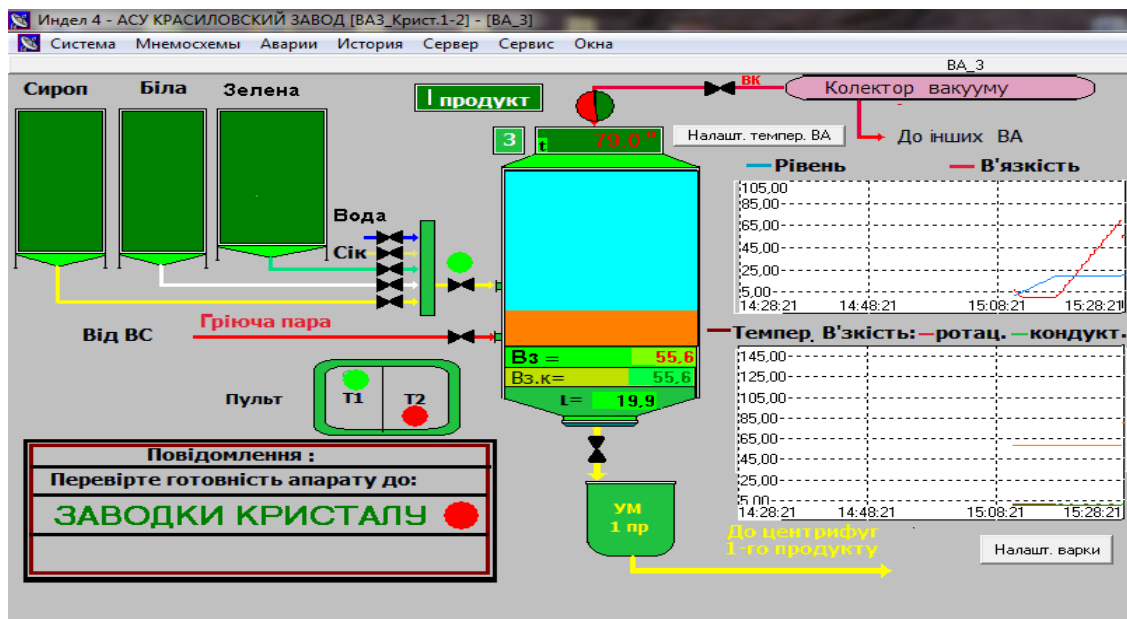 Индел 4 - АСУ КРАСИЛОВСКИЙ ЗАВОД [ВАЗ_Крист.1-2] - [ВА_3]
Система Мнемосхемы Аварии История Сервер Сервис Окна
ВА_3
Сироп Біла Зелена
І продукт
ВК
Колектор вакууму
До інших ВА
3
t 79.0 °
Налашт. темпер. ВА
Рівень В'язкість
105,00
85,00
65,00
45,00
25,00
5,00
14:28:21 14:48:21 15:08:21 15:28:21
Вода
Сік
Гріюча пара
Від ВС
Вз = 55,6
Вз.к= 55,6
L= 19,9
Темпер. В'зкість: ротац. кондукт.
145,00
125,00
105,00
85,00
65,00
45,00
25,00
5,00
14:28:21 14:48:21 15:08:21 15:28:21
Пульт
Т1 Т2
Повідомлення :
Перевірте готовність апарату до:
ЗАВОДКИ КРИСТАЛУ
УМ
1 пр
До центрифуг
1-го продукту
Налашт. варки